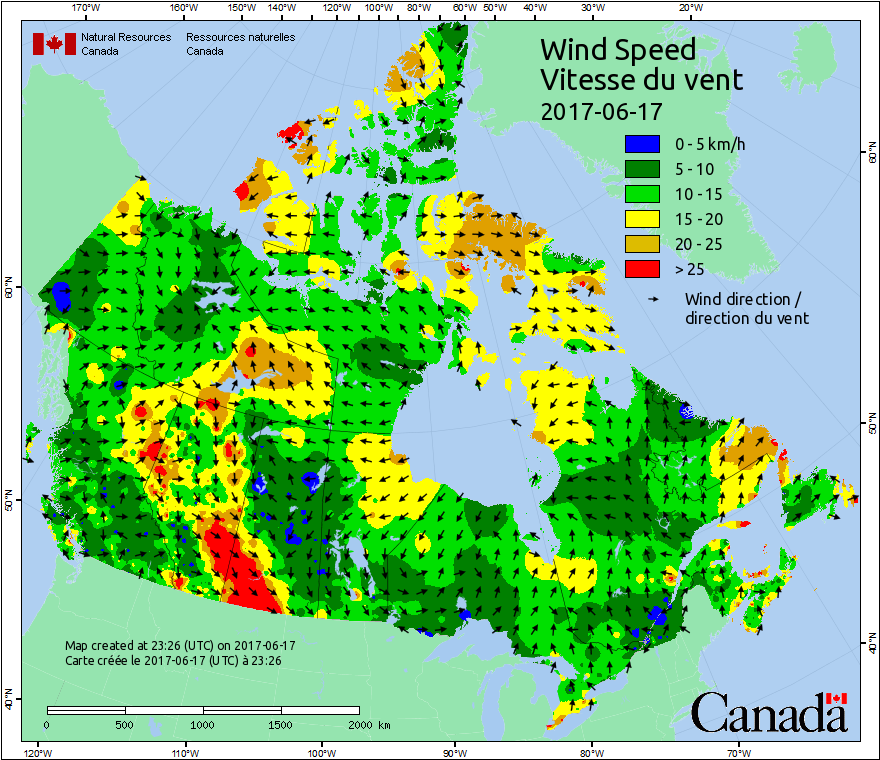 170°W 160°W 150°W 140°W 120°W 100°W 80°W 60°W 50°W 40°W 30°W 20°W
Natural Resources Ressources naturelles
Canada Canada
Wind Speed
Vitesse du vent
2017-06-17
0 - 5 km/h
5 - 10
10 - 15
15 - 20
20 - 25
> 25
Wind direction /
direction du vent
60°N
60°N
50°N
50°N
40°N
40°N
Map created at 23:26 (UTC) on 2017-06-17
Carte créée le 2017-06-17 (UTC) à 23:26
0 500 1000 1500 2000 km
Canada
120°W 110°W 100°W 90°W 80°W 70°W